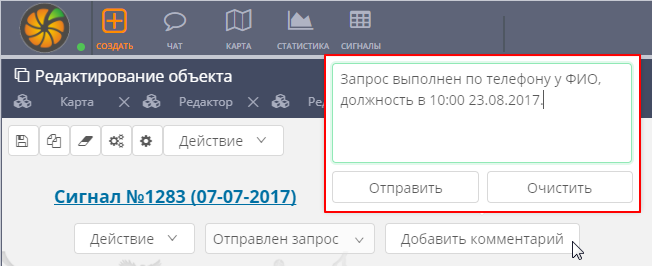 СОЗДАТЬ ЧАТ КАРТА СТАТИСТИКА СИГНАЛЫ
Редактирование объекта
Карта Редактор Ре
Запрос выполнен по телефону у ФИО,
должность в 10:00 23.08.2017.
Отправить Очистить
Действие
Сигнал №1283 (07-07-2017)
Действие Отправлен запрос Добавить комментарий